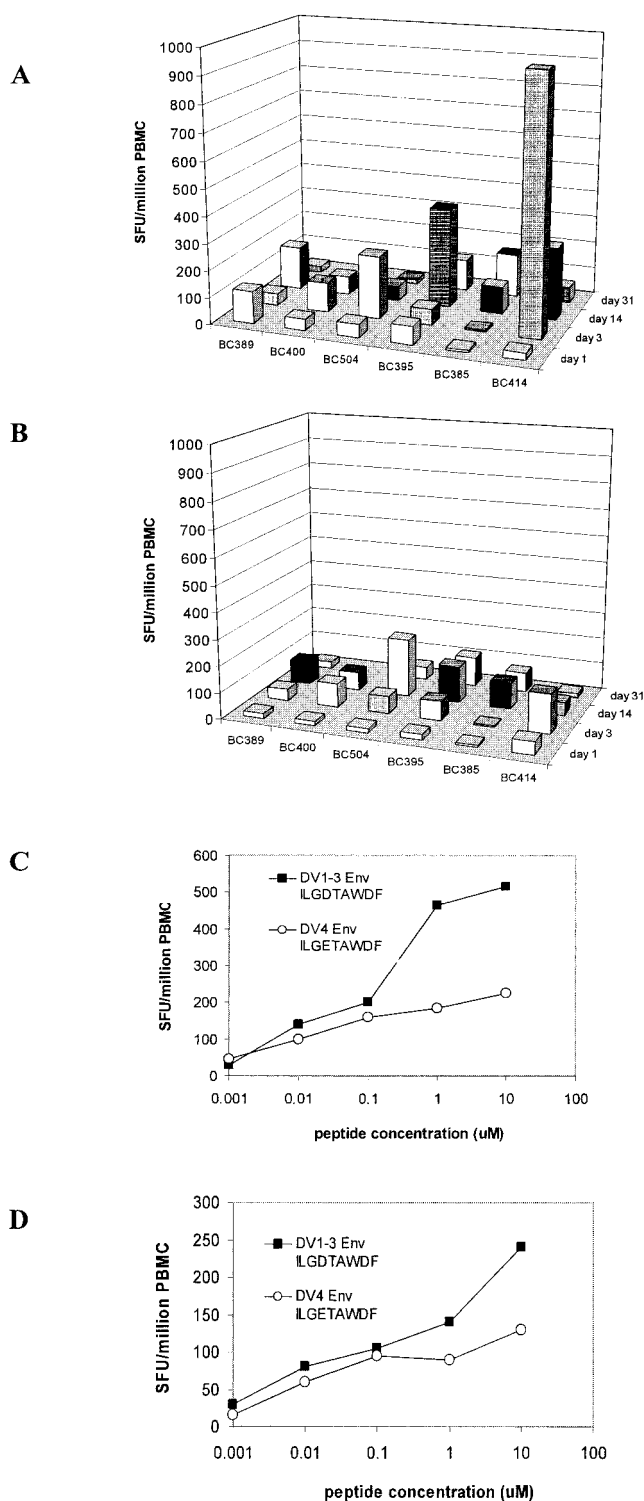 A
SFU/million PBMC
1000
900
800
700
600
500
400
300
200
100
0
BC389
BC400
BC504
BC395
BC385
BC414
day 31
day 14
day 3
day 1
B
SFU/million PBMC
1000
900
800
700
600
500
400
300
200
100
0
BC389
BC400
BC504
BC395
BC385
BC414
day 31
day 14
day 3
day 1
C
SFU/million PBMC
600
500
400
300
200
100
0
DV1-3 Env
ILGDTAWDF
DV4 Env
ILGETAWDF
0.001 0.01 0.1 1 10 100
peptide concentration (uM)
D
SFU/million PBMC
300
250
200
150
100
50
0
DV1-3 Env
ILGDTAWDF
DV4 Env
ILGETAWDF
0.001 0.01 0.1 1 10 100
peptide concentration (uM)